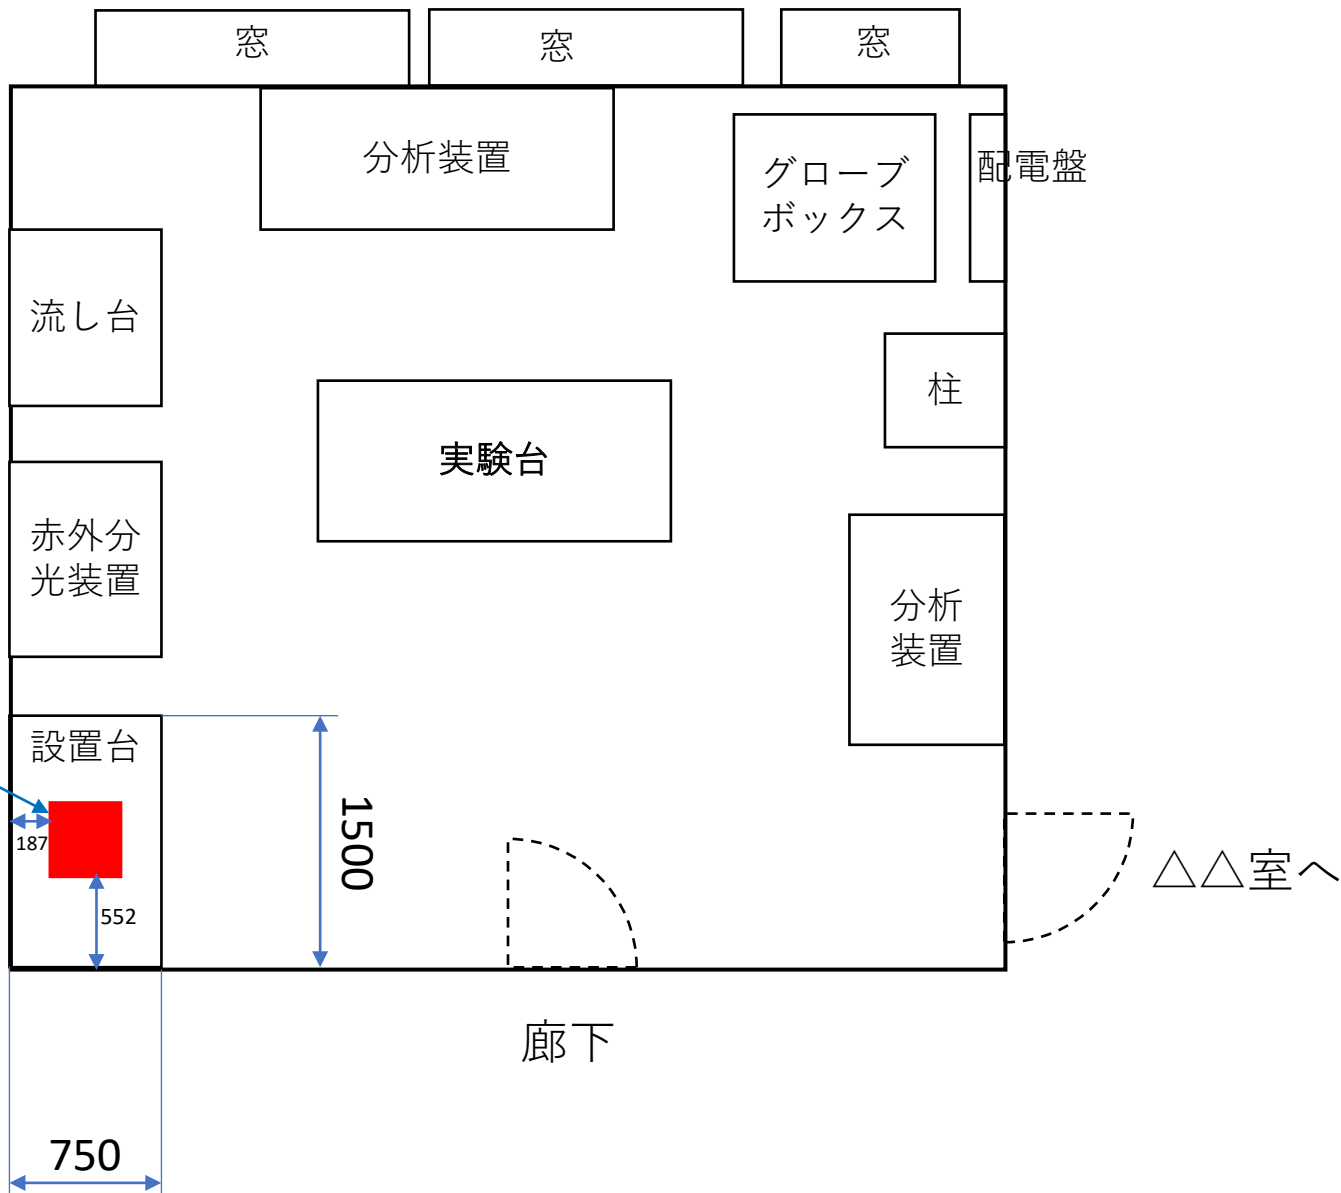 窓
窓
窓
分析装置
グローブ
ボックス
配電盤
流し台
柱
実験台
赤外分
光装置
分析
装置
設置台
187
552
1500
△△室へ
廊下
750